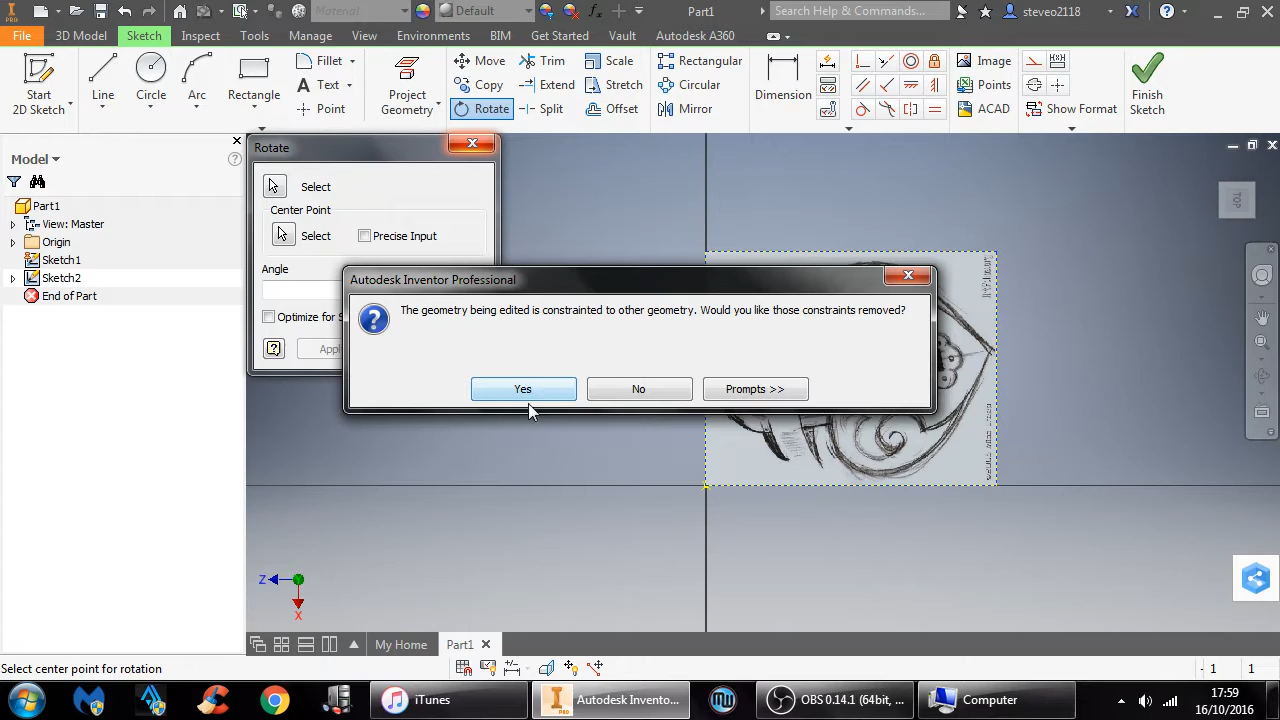 Material
Default
Part1
Search Help & Commands...
steveo2118
PRO
File
3D Model
Sketch
Inspect
Tools
Manage
View
Environments
BIM
Get Started
Vault
Autodesk A360
Start
2D Sketch
Line
Circle
Arc
Rectangle
Fillet
Text
Point
Project
Geometry
Move
Copy
Rotate
Trim
Extend
Split
Scale
Stretch
Offset
Rectangular
Circular
Mirror
Dimension
Image
Points
ACAD
Show Format
Finish
Sketch
Model
Part1
View: Master
Origin
Sketch1
Sketch2
End of Part
Rotate
Select
Center Point
Select
Precise Input
Angle
Optimize for S
Appl
Autodesk Inventor Professional
The geometry being edited is constrainted to other geometry. Would you like those constraints removed?
Yes
No
Prompts >>
TOP
Z
X
My Home
Part1
Select center point for rotation
1
1
iTunes
Autodesk Invento...
OBS 0.14.1 (64bit, ...
Computer
17:59
16/10/2016